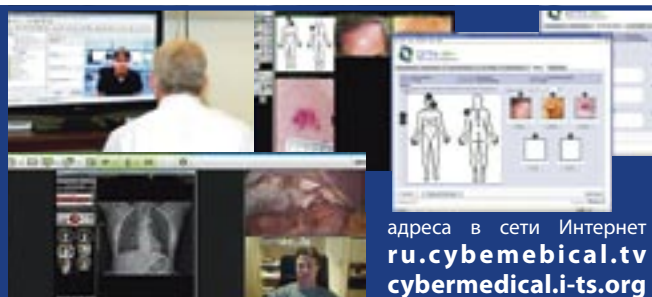 адреса в сети Интернет
ru.cybemebical.tv
cybermedical.i-ts.org